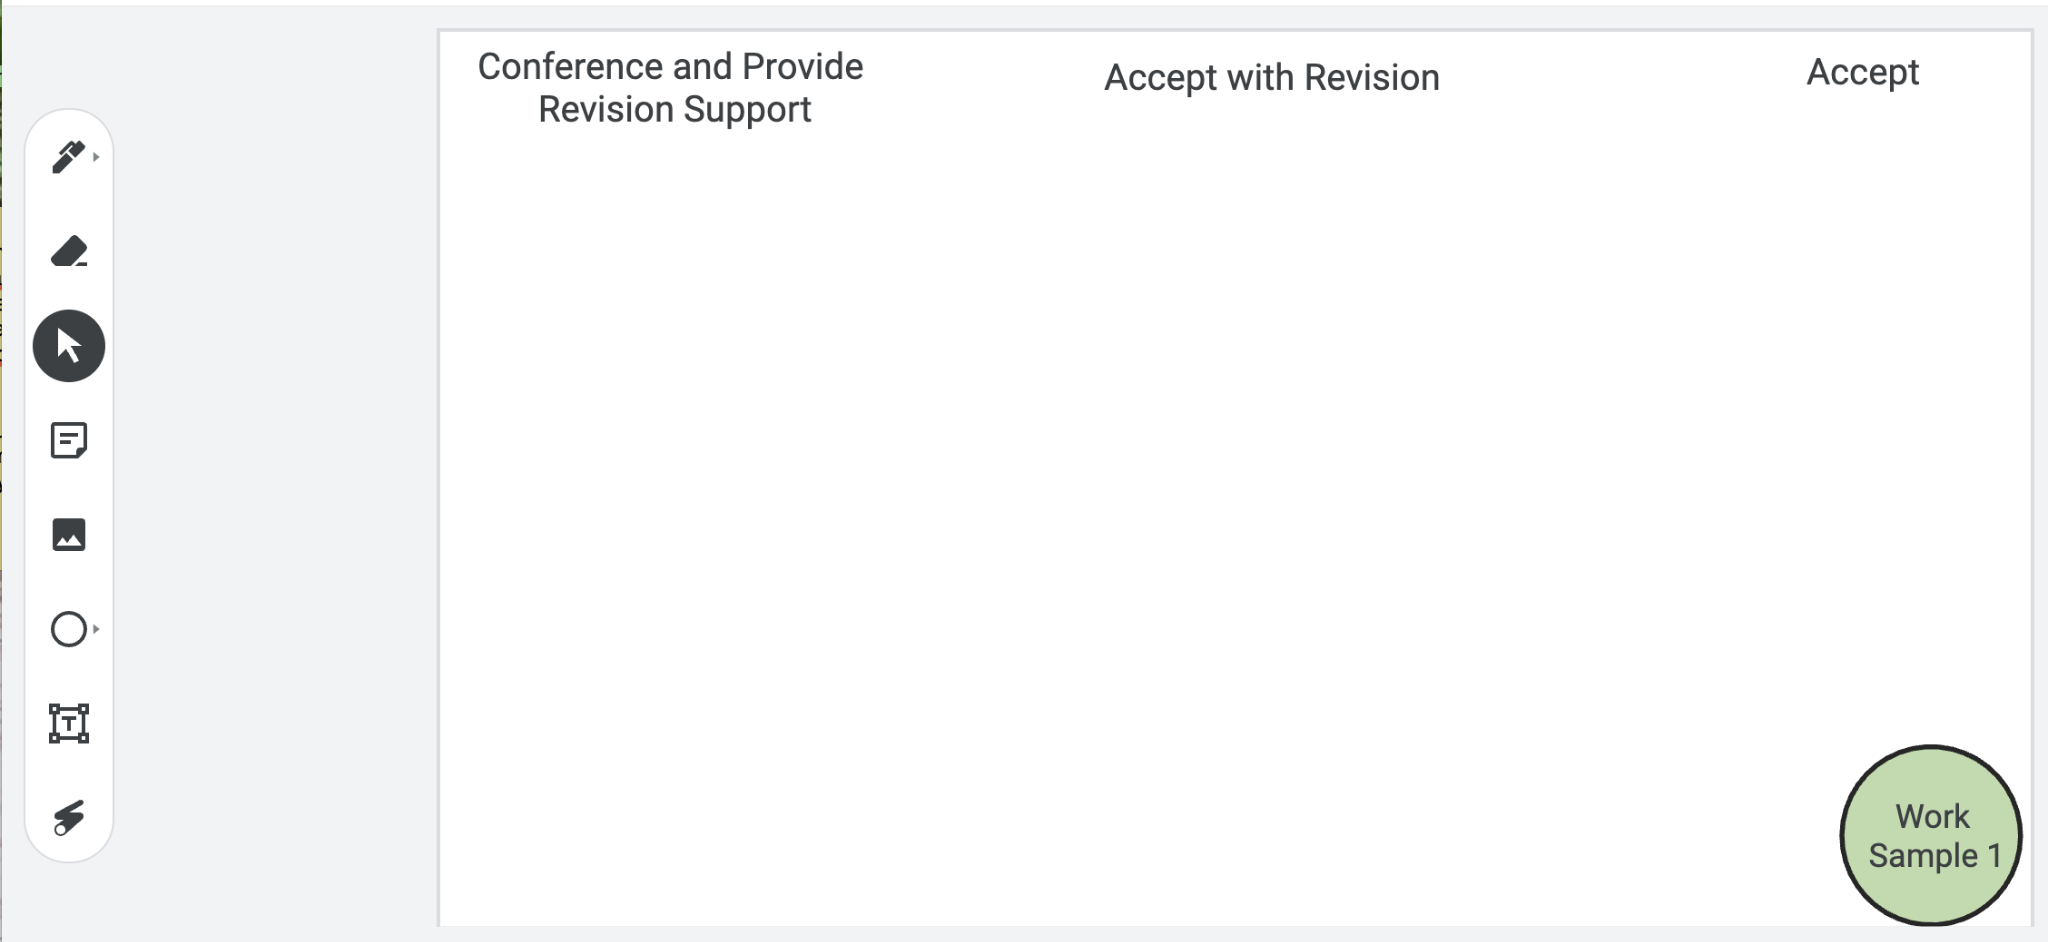 Conference and Provide
Revision Support
Accept with Revision
Accept
Work
Sample 1